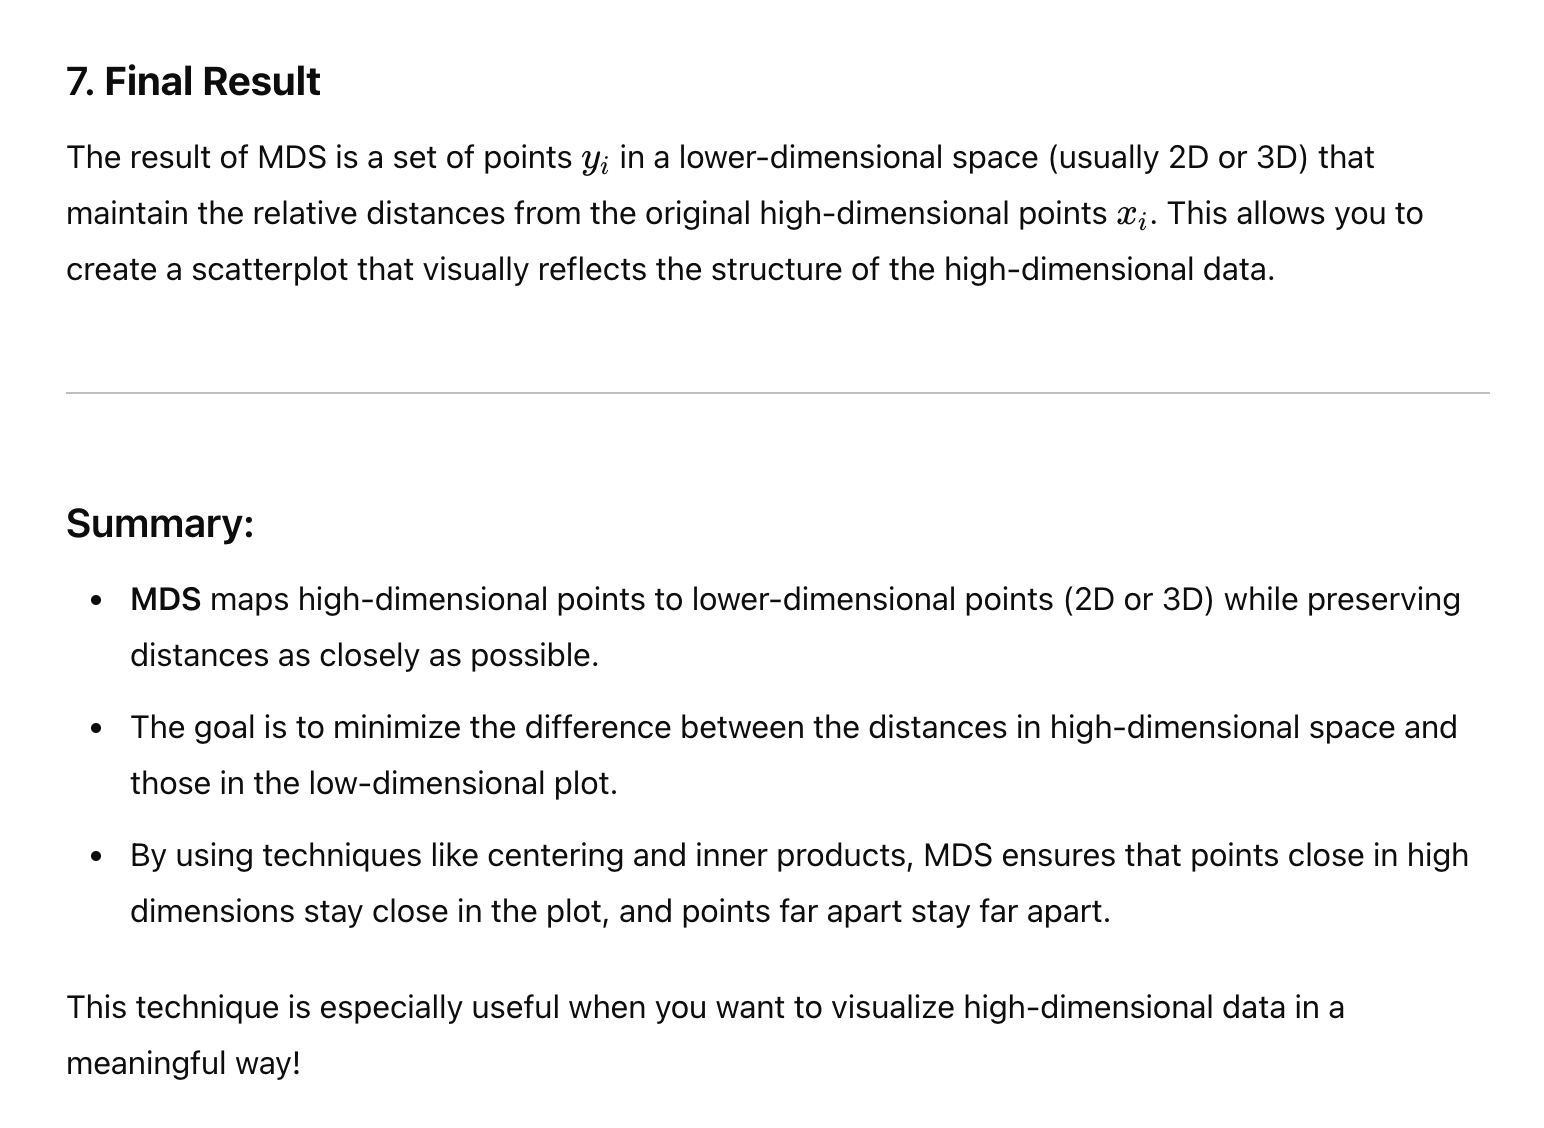 7. Final Result
The result of MDS is a set of points yᵢ in a lower-dimensional space (usually 2D or 3D) that
maintain the relative distances from the original high-dimensional points xᵢ. This allows you to
create a scatterplot that visually reflects the structure of the high-dimensional data.
Summary:
• MDS maps high-dimensional points to lower-dimensional points (2D or 3D) while preserving
distances as closely as possible.
• The goal is to minimize the difference between the distances in high-dimensional space and
those in the low-dimensional plot.
• By using techniques like centering and inner products, MDS ensures that points close in high
dimensions stay close in the plot, and points far apart stay far apart.
This technique is especially useful when you want to visualize high-dimensional data in a
meaningful way!